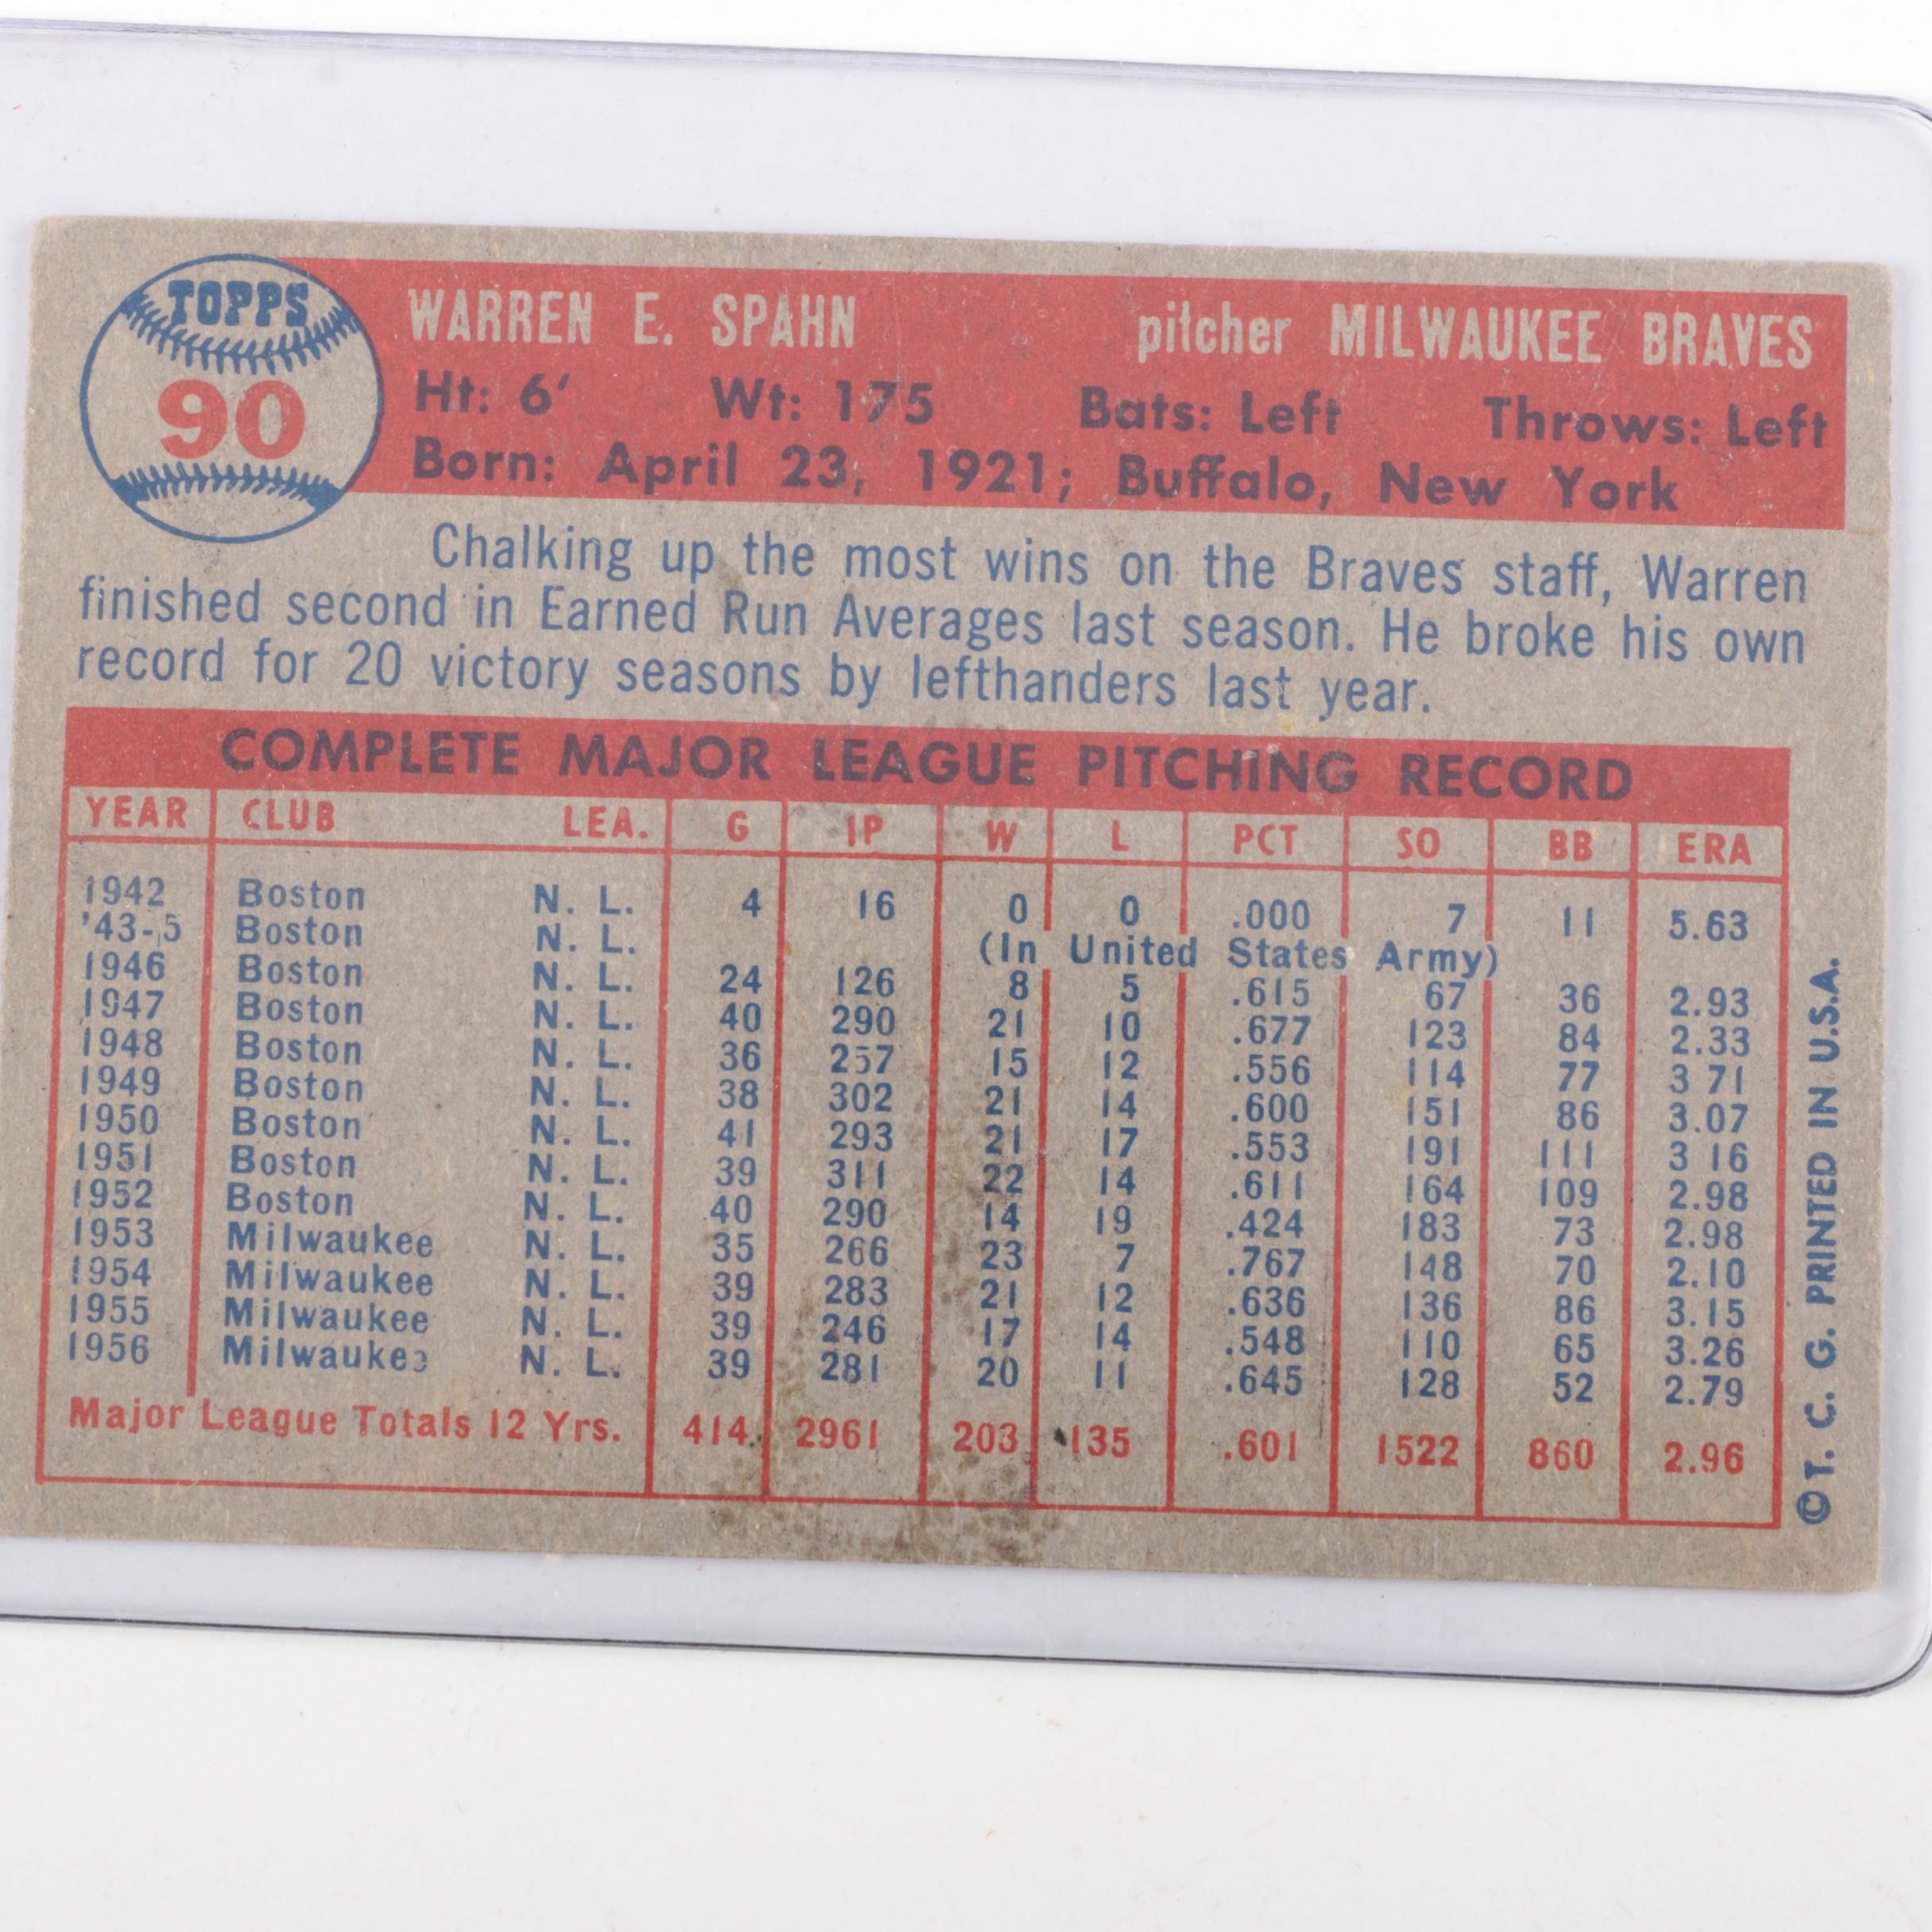 TOPPS
90
WARREN E. SPAHN pitcher MILWAUKEE BRAVES
Ht: 6' Wt: 175 Bats: Left Throws: Left
Born: April 23, 1921; Buffalo, New York
Chalking up the most wins on the Braves staff, Warren
finished second in Earned Run Averages last season. He broke his own
record for 20 victory seasons by lefthanders last year.
COMPLETE MAJOR LEAGUE PITCHING RECORD
YEAR CLUB LEA. G IP W L PCT SO BB ERA
1942 Boston N. L. 4 16 0 0 .000 7 11 5.63
'43-5 Boston N. L. (In United States Army)
1946 Boston N. L. 24 126 8 5 .615 67 36 2.93
1947 Boston N. L. 40 290 21 10 .677 123 84 2.33
1948 Boston N. L. 36 257 15 12 .556 114 77 3 71
1949 Boston N. L. 38 302 21 14 .600 151 86 3.07
1950 Boston N. L. 41 293 21 17 .553 191 111 3 16
1951 Boston N. L. 39 311 22 14 .611 164 109 2.98
1952 Boston N. L. 40 290 14 19 .424 183 73 2.98
1953 Milwaukee N. L. 35 266 23 7 .767 148 70 2.10
1954 Milwaukee N. L. 39 283 21 12 .636 136 86 3.15
1955 Milwaukee N. L. 39 246 17 14 .548 110 65 3.26
1956 Milwaukee N. L. 39 281 20 11 .645 128 52 2.79
Major League Totals 12 Yrs. 414 2961 203 135 .601 1522 860 2.96
© T. C. G. PRINTED IN U.S.A.